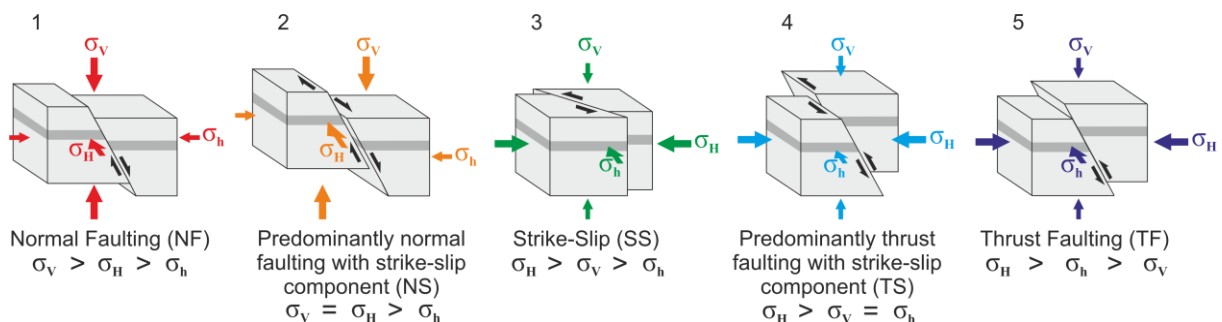 1
σV
σH
σh
Normal Faulting (NF)
σV > σH > σh
2
σV
σH
σh
Predominantly normal
faulting with strike-slip
component (NS)
σV = σH > σh
3
σV
σH
σh
Strike-Slip (SS)
σH > σV > σh
4
σV
σH
σh
Predominantly thrust
faulting with strike-slip
component (TS)
σH > σV = σh
5
σV
σH
σh
Thrust Faulting (TF)
σH > σh > σV